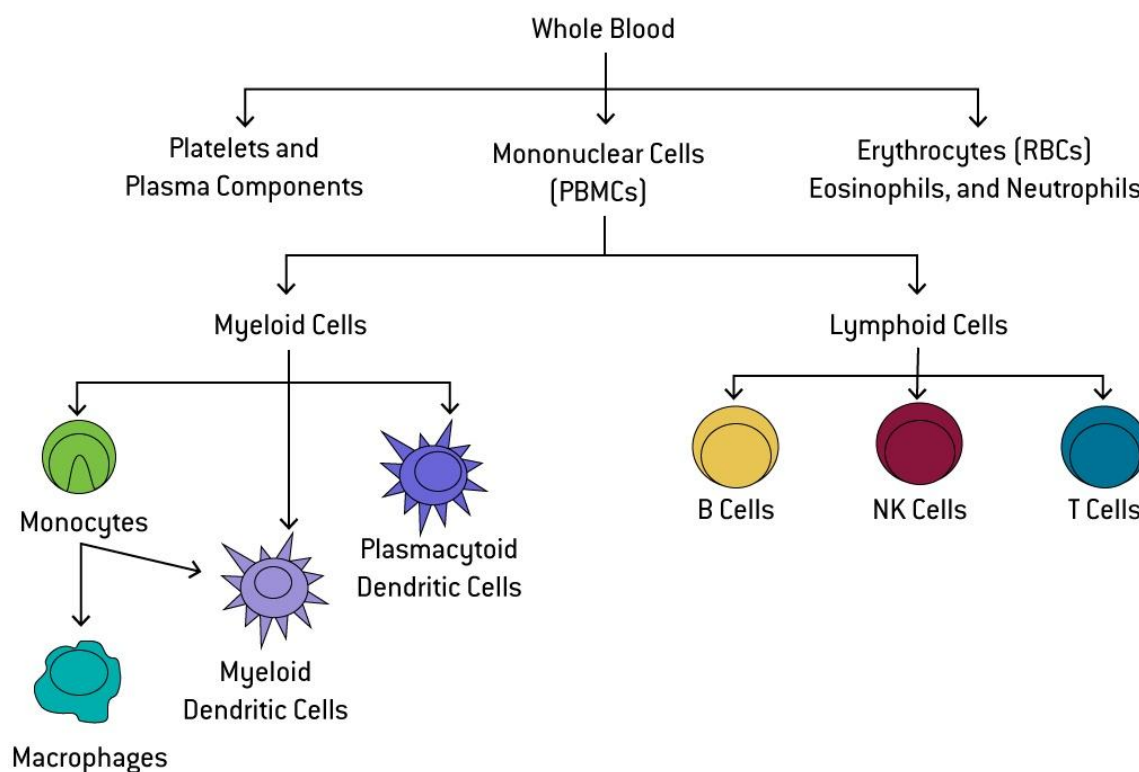 Whole Blood
Platelets and
Plasma Components
Mononuclear Cells
(PBMCs)
Erythrocytes (RBCs)
Eosinophils, and Neutrophils
Myeloid Cells
Lymphoid Cells
Monocytes
Plasmacytoid
Dendritic Cells
B Cells
NK Cells
T Cells
Myeloid
Dendritic Cells
Macrophages